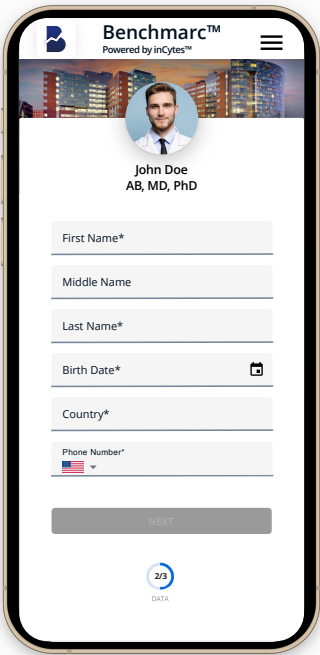 Benchmarc™
Powered by inCytes™
John Doe
AB, MD, PhD
First Name*
Middle Name
Last Name*
Birth Date*
Country*
Phone Number*
NEXT
2/3
DATA